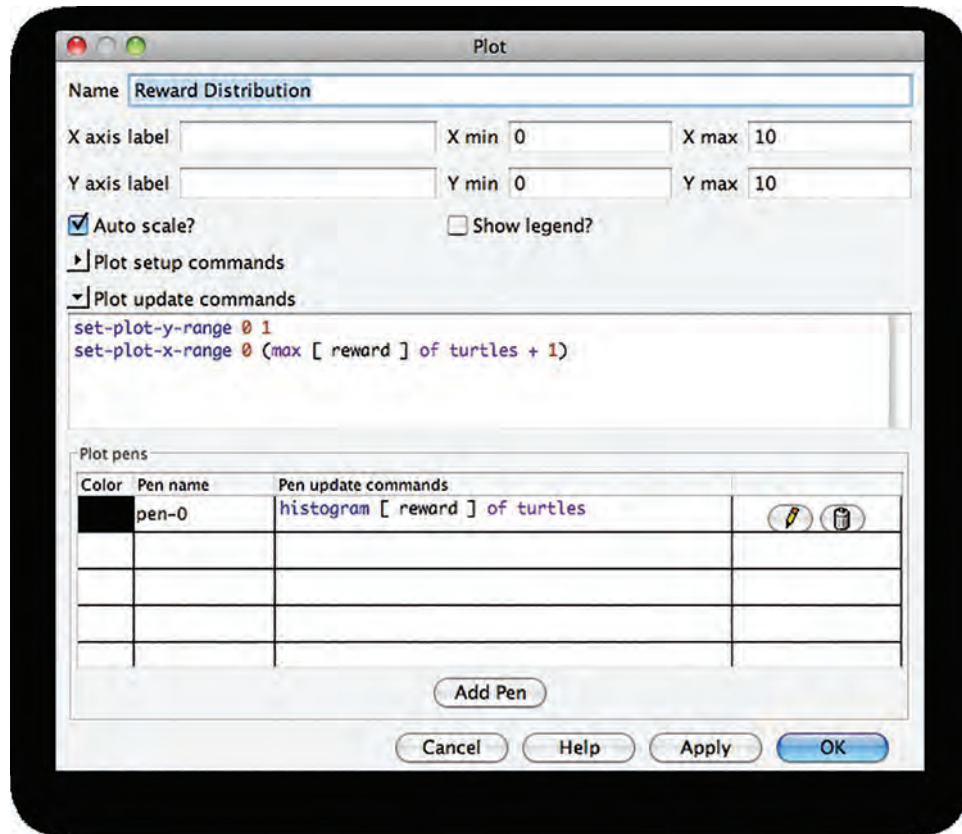 Plot
Name Reward Distribution
X axis label X min 0 X max 10
Y axis label Y min 0 Y max 10
Auto scale? Show legend?
Plot setup commands
Plot update commands
set-plot-y-range 0 1
set-plot-x-range 0 (max [ reward ] of turtles + 1)
Plot pens
Color Pen name Pen update commands
pen-0 histogram [ reward ] of turtles
Add Pen
Cancel Help Apply OK